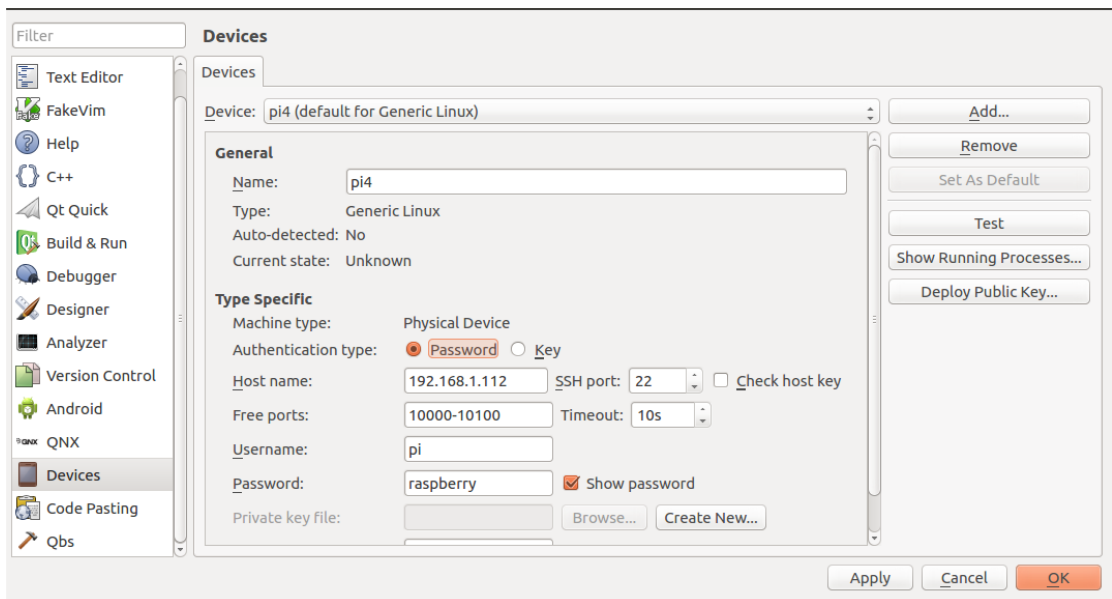 Filter
Text Editor
FakeVim
Help
C++
Qt Quick
Build & Run
Debugger
Designer
Analyzer
Version Control
Android
QNX
Devices
Code Pasting
Qbs
Devices
Devices
Device: pi4 (default for Generic Linux)
General
Name: pi4
Type: Generic Linux
Auto-detected: No
Current state: Unknown
Type Specific
Machine type: Physical Device
Authentication type: Password Key
Host name: 192.168.1.112 SSH port: 22 Check host key
Free ports: 10000-10100 Timeout: 10s
Username: pi
Password: raspberry Show password
Private key file: Browse... Create New...
Add...
Remove
Set As Default
Test
Show Running Processes...
Deploy Public Key...
Apply Cancel OK